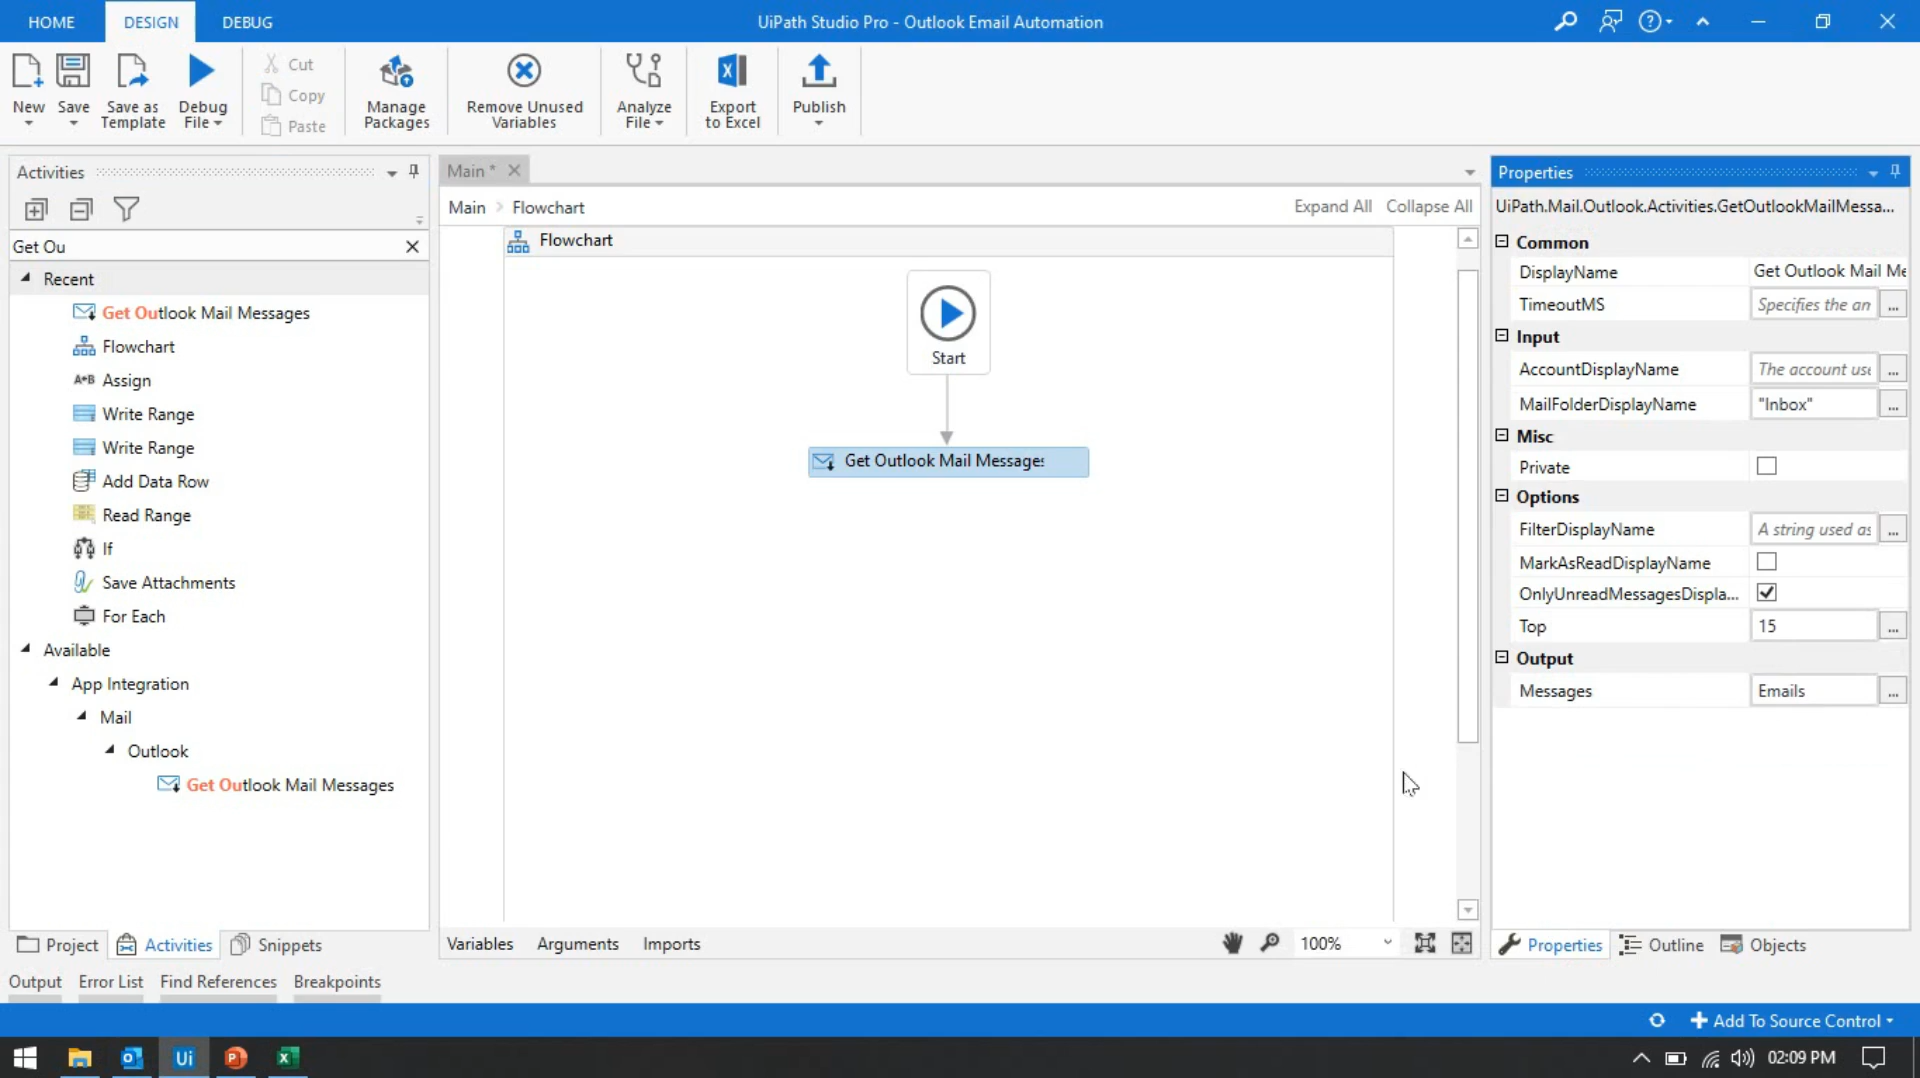 HOME DESIGN DEBUG UiPath Studio Pro - Outlook Email Automation
New
Save
Save as
Template
Debug
File
Cut
Copy
Paste
Manage
Packages
Remove Unused
Variables
Analyze
File
Export
to Excel
Publish
Activities
Get Ou
Recent
Get Outlook Mail Messages
Flowchart
Assign
Write Range
Write Range
Add Data Row
Read Range
If
Save Attachments
For Each
Available
App Integration
Mail
Outlook
Get Outlook Mail Messages
Project Activities Snippets
Main *
Main Flowchart Expand All Collapse All
Flowchart
Start
Get Outlook Mail Messages
Variables Arguments Imports 100%
Properties
UiPath.Mail.Outlook.Activities.GetOutlookMailMessa...
Common
DisplayName Get Outlook Mail Me
TimeoutMS Specifies the an ...
Input
AccountDisplayName The account use ...
MailFolderDisplayName "Inbox" ...
Misc
Private
Options
FilterDisplayName A string used as ...
MarkAsReadDisplayName
OnlyUnreadMessagesDispla...
Top 15 ...
Output
Messages Emails ...
Properties Outline Objects
Output Error List Find References Breakpoints
Add To Source Control
Ui
02:09 PM